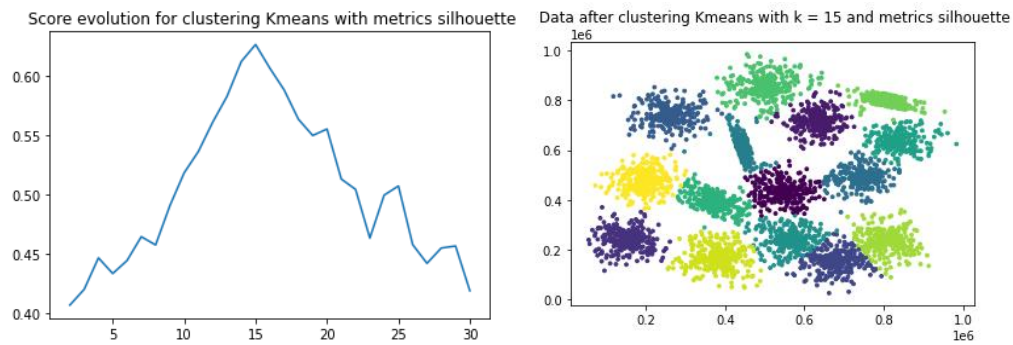 Score evolution for clustering Kmeans with metrics silhouette
0.60
0.55
0.50
0.45
0.40
5 10 15 20 25 30
Data after clustering Kmeans with k = 15 and metrics silhouette
1e6
1.0
0.8
0.6
0.4
0.2
0.0
0.2 0.4 0.6 0.8 1.0
1e6